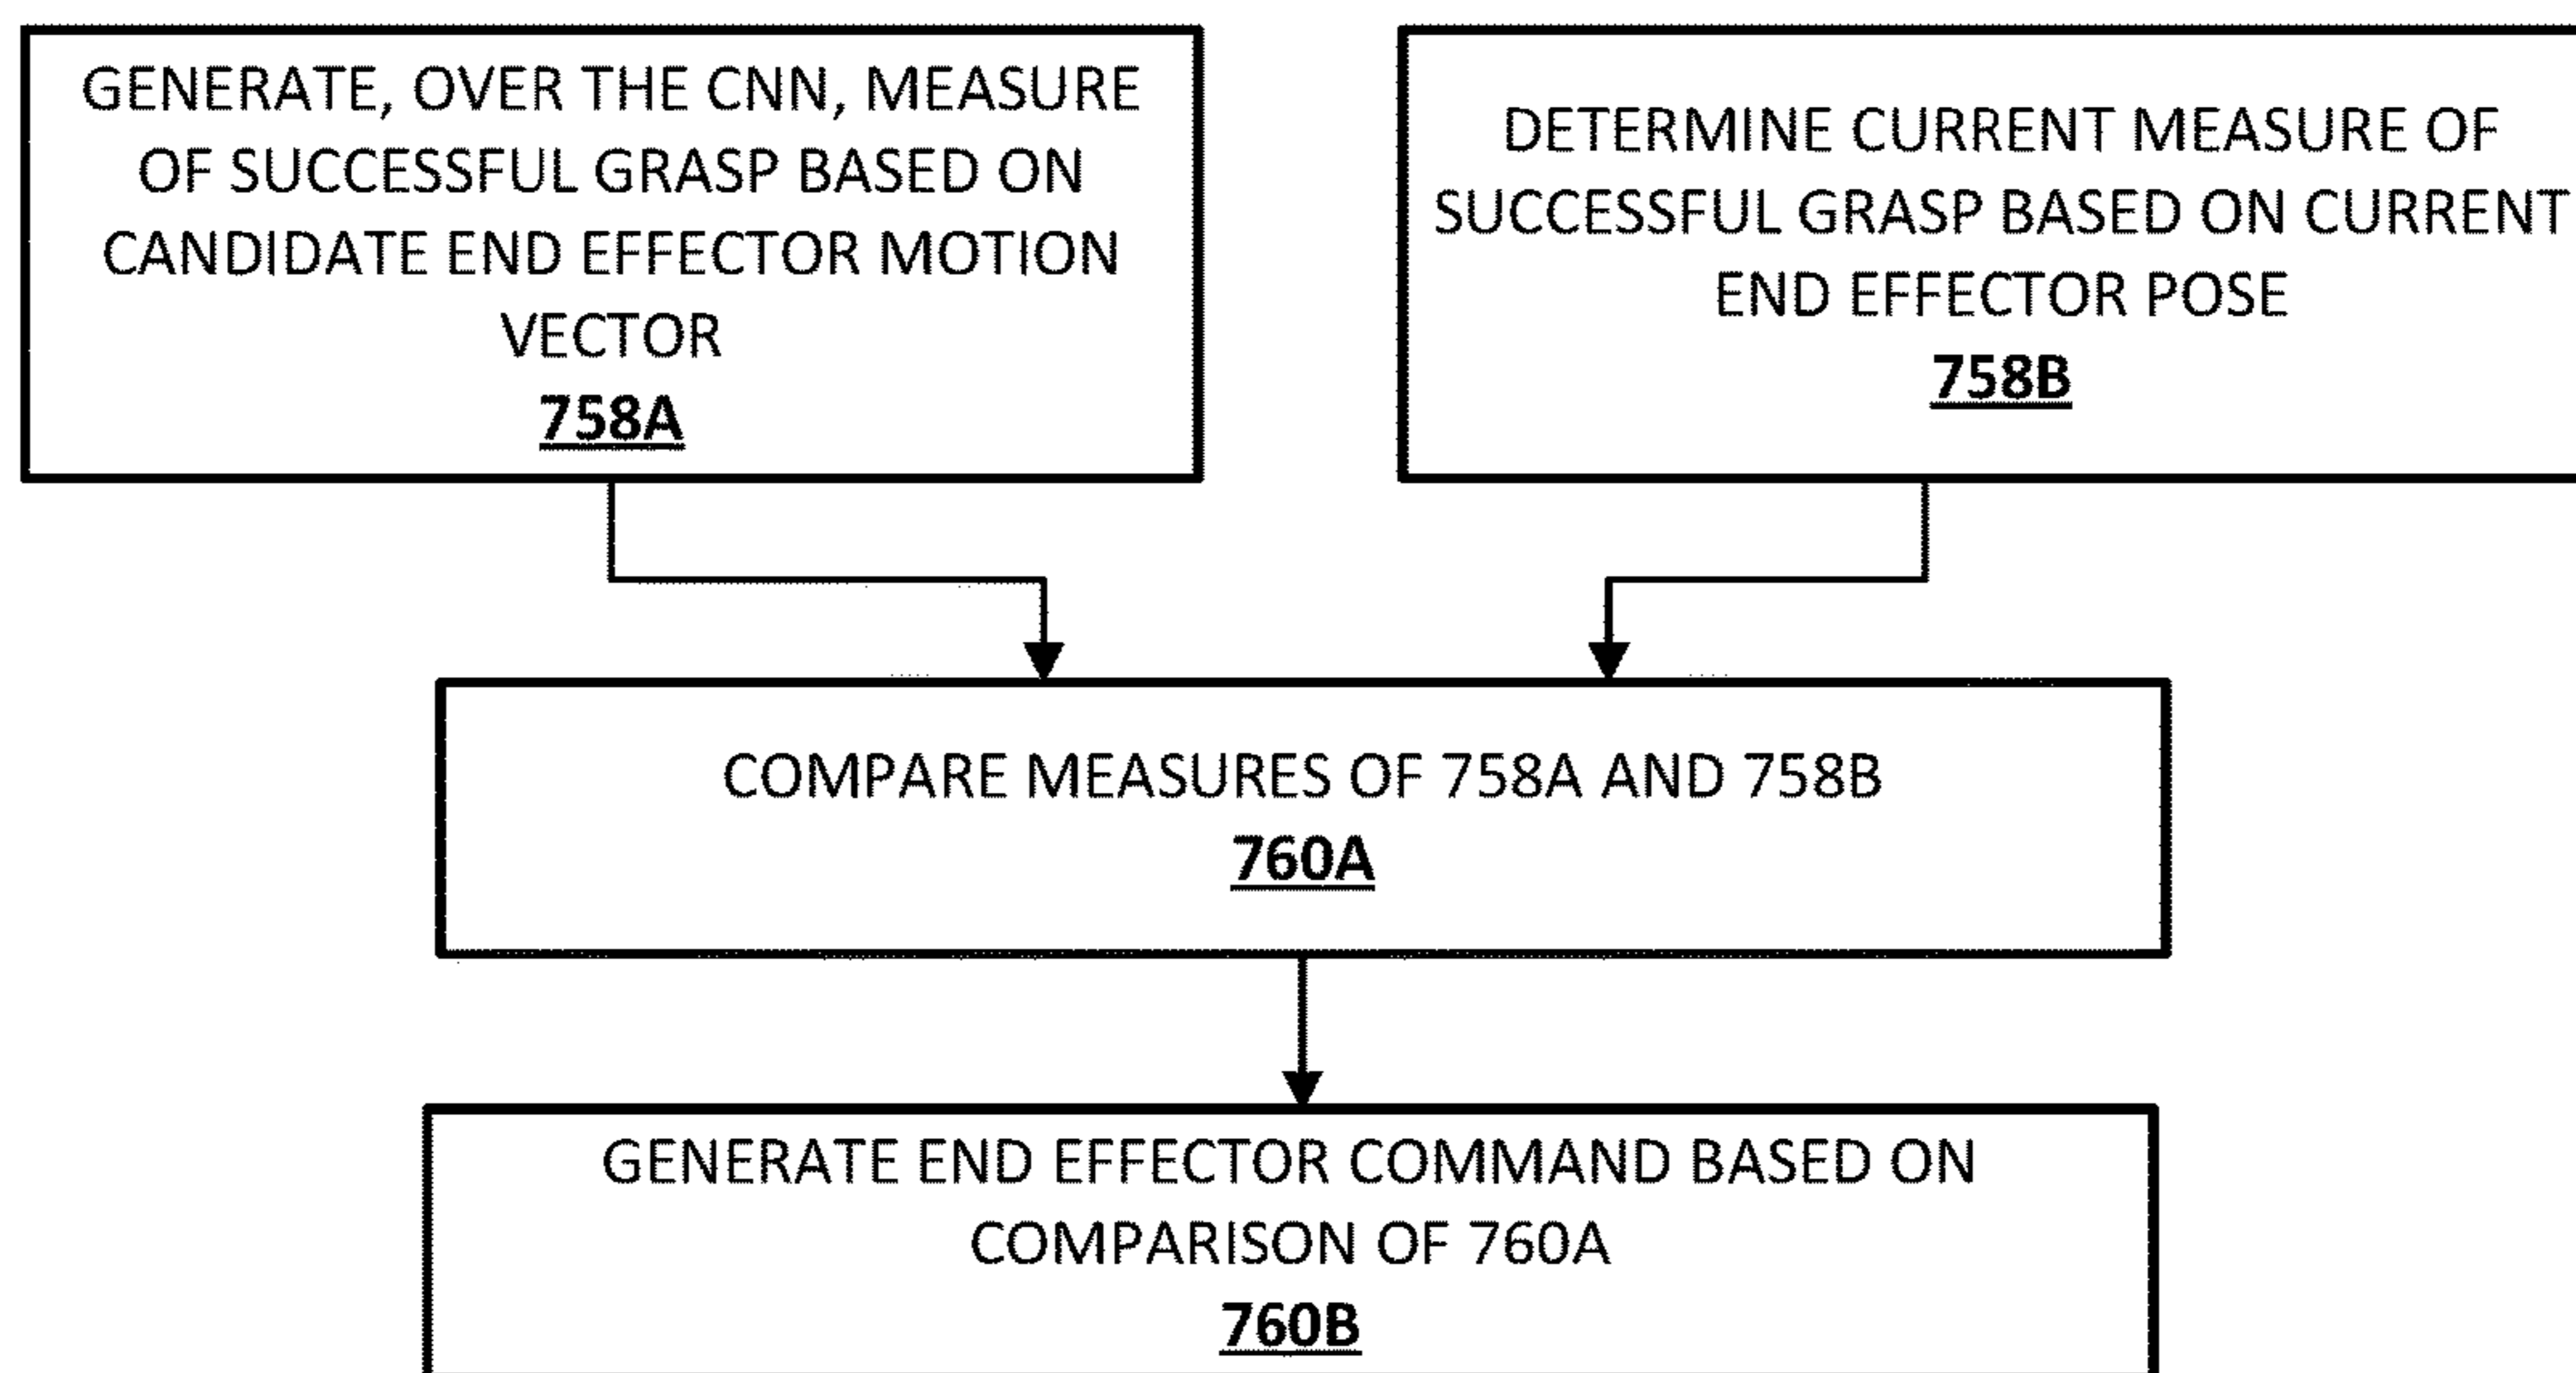 GENERATE, OVER THE CNN, MEASURE
OF SUCCESSFUL GRASP BASED ON
CANDIDATE END EFFECTOR MOTION
VECTOR
758A
DETERMINE CURRENT MEASURE OF
SUCCESSFUL GRASP BASED ON CURRENT
END EFFECTOR POSE
758B
COMPARE MEASURES OF 758A AND 758B
760A
GENERATE END EFFECTOR COMMAND BASED ON
COMPARISON OF 760A
760B